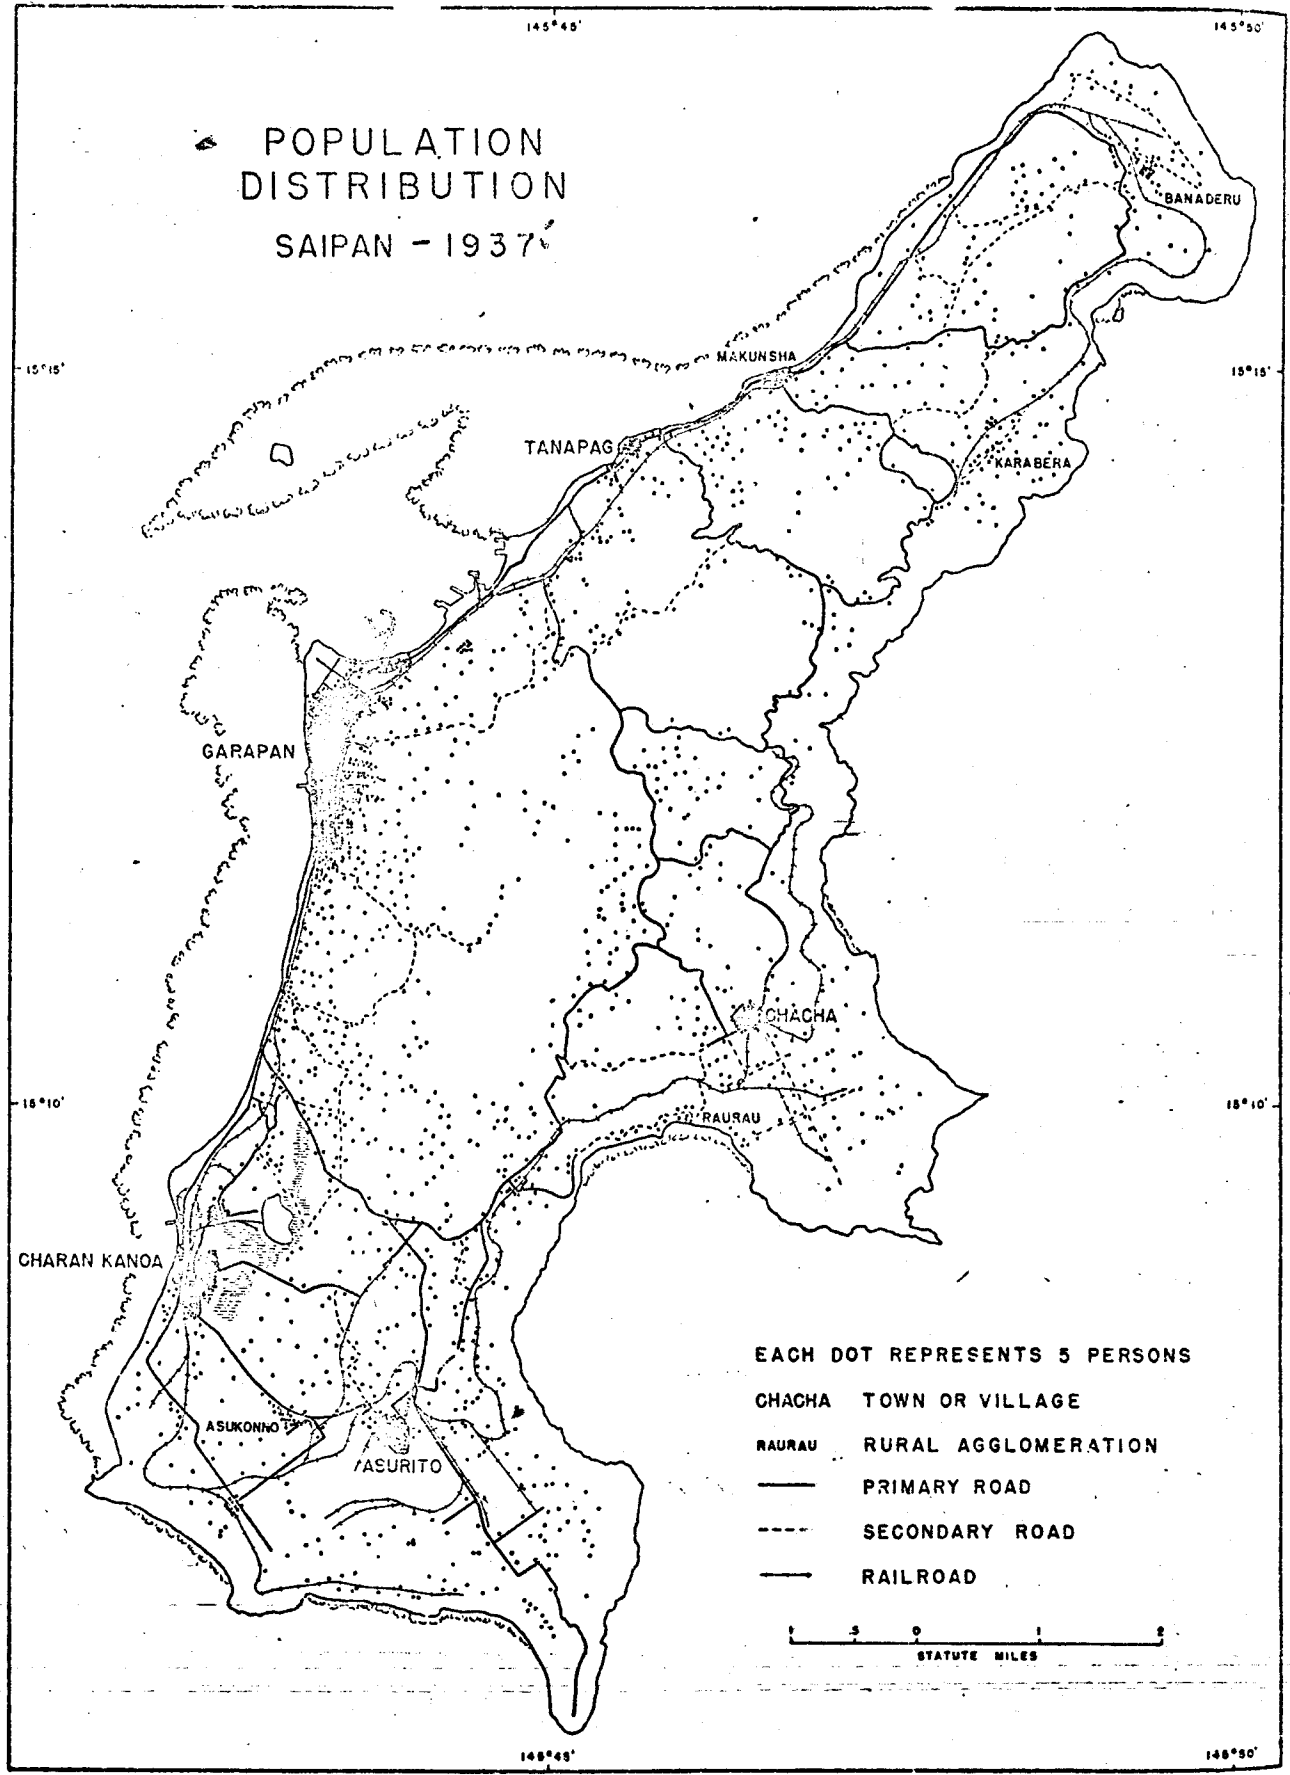 145°45'
145°50'
POPULATION
DISTRIBUTION
SAIPAN - 1937
BANADERU
MAKUNSHA
15°15'
15°15'
TANAPAG
KARABERA
GARAPAN
CHACHA
15°10'
15°10'
RAURAU
CHARAN KANOA
ASUKONNO
ASURITO
EACH DOT REPRESENTS 5 PERSONS
CHACHA TOWN OR VILLAGE
RAURAU RURAL AGGLOMERATION
PRIMARY ROAD
SECONDARY ROAD
RAILROAD
1 .5 0 1 2
STATUTE MILES
145°45'
145°50'